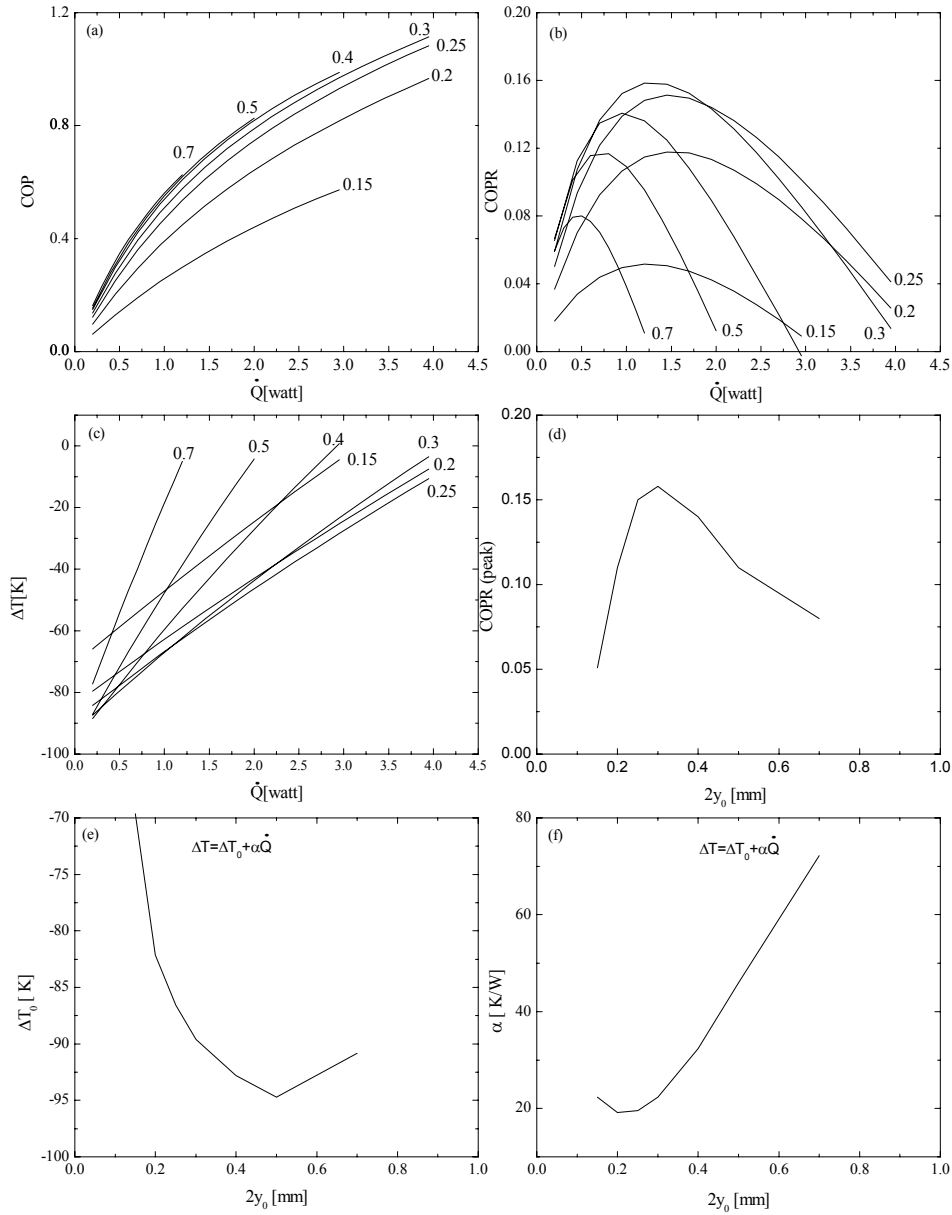 (a)
1.2
0.8
0.4
0.0
COP
0.3
0.4
0.25
0.2
0.5
0.7
0.15
0.0 0.5 1.0 1.5 2.0 2.5 3.0 3.5 4.0 4.5
Q̇[watt]
(b)
0.20
0.16
0.12
0.08
0.04
0.00
COPR
0.25
0.2
0.7
0.5
0.15
0.3
0.0 0.5 1.0 1.5 2.0 2.5 3.0 3.5 4.0 4.5
Q̇[watt]
(c)
0
-20
-40
-60
-80
-100
ΔT[K]
0.7
0.5
0.4
0.15
0.3
0.2
0.25
0.0 0.5 1.0 1.5 2.0 2.5 3.0 3.5 4.0 4.5
Q̇[watt]
(d)
0.20
0.15
0.10
0.05
0.00
COPR (peak)
0.0 0.2 0.4 0.6 0.8 1.0
2y₀ [mm]
(e)
-70
-75
-80
-85
-90
-95
-100
ΔT₀ [ K]
ΔT=ΔT₀+αQ̇
0.0 0.2 0.4 0.6 0.8 1.0
2y₀ [mm]
(f)
80
60
40
20
α [ K/W]
ΔT=ΔT₀+αQ̇
0.0 0.2 0.4 0.6 0.8 1.0
2y₀ [mm]